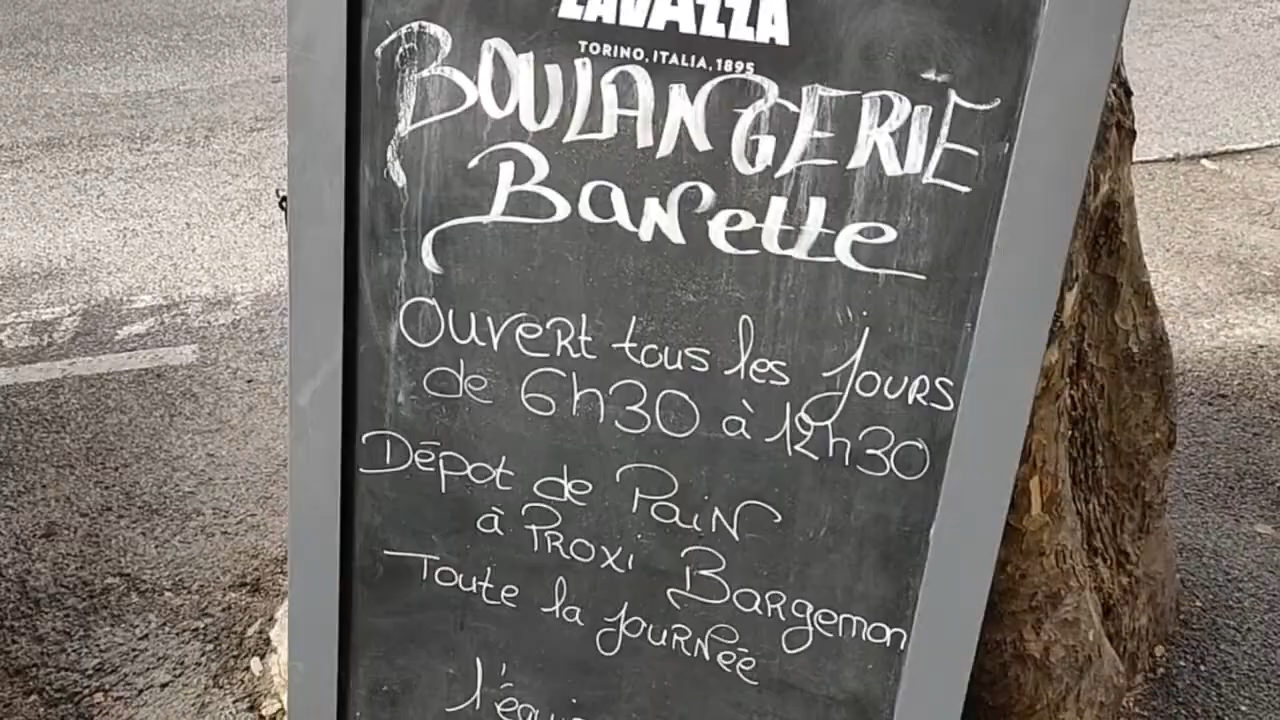 LAVAZZA
TORINO, ITALIA, 1895
BOULANGERIE
Banette
Ouvert tous les jours
de 6h30 à 12h30
Dépot de Pain
à Proxi Bargemon
Toute la journée